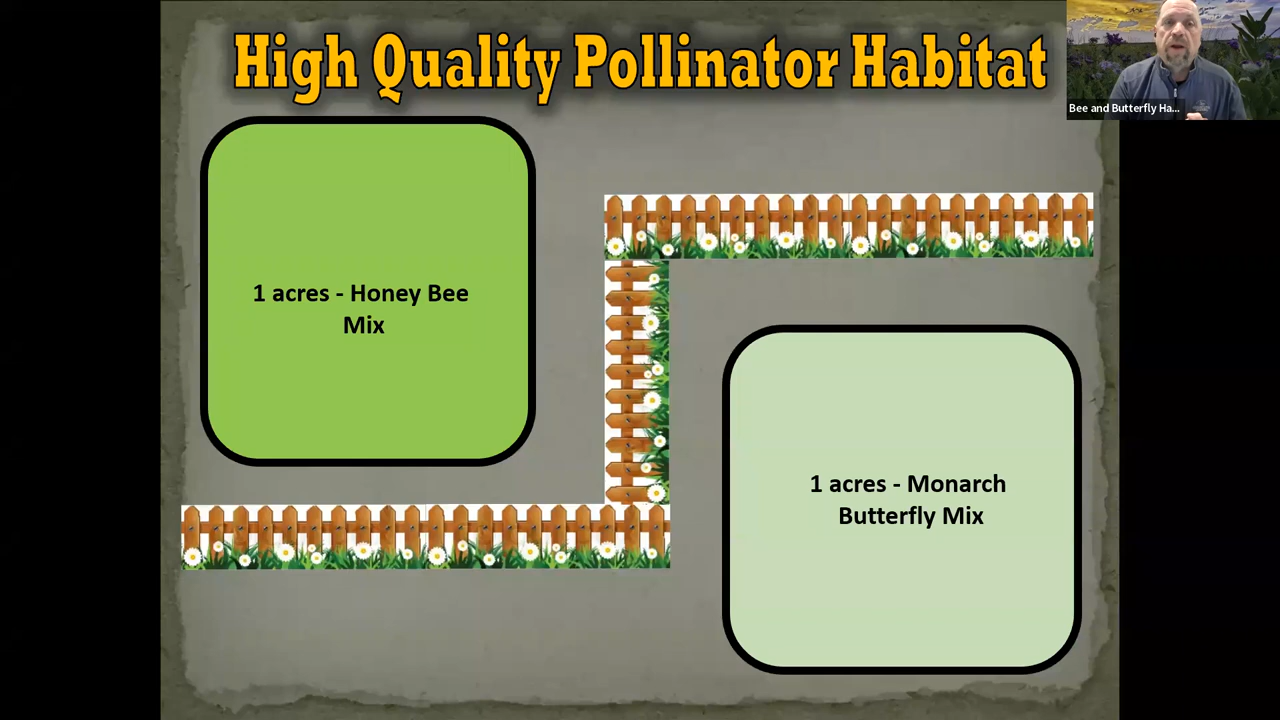 High Quality Pollinator Habitat
Bee and Butterfly Ha...
1 acres - Honey Bee
Mix
1 acres - Monarch
Butterfly Mix